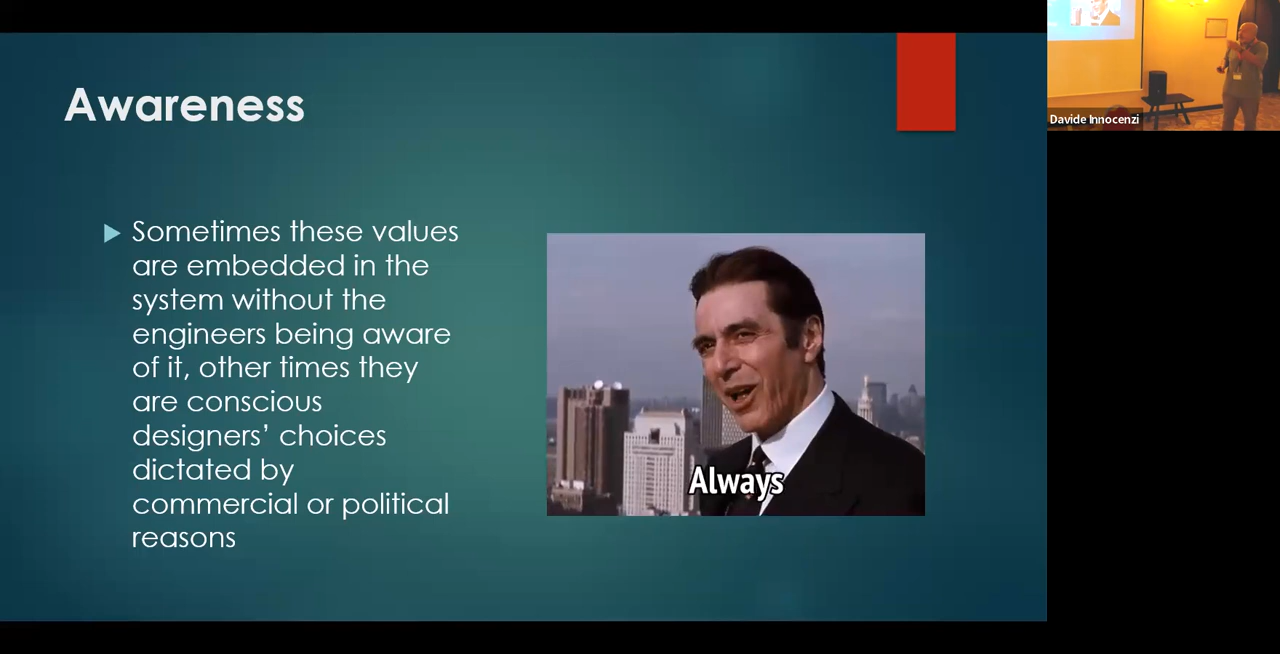 Awareness
Sometimes these values
are embedded in the
system without the
engineers being aware
of it, other times they
are conscious
designers’ choices
dictated by
commercial or political
reasons
Always
Davide Innocenzi